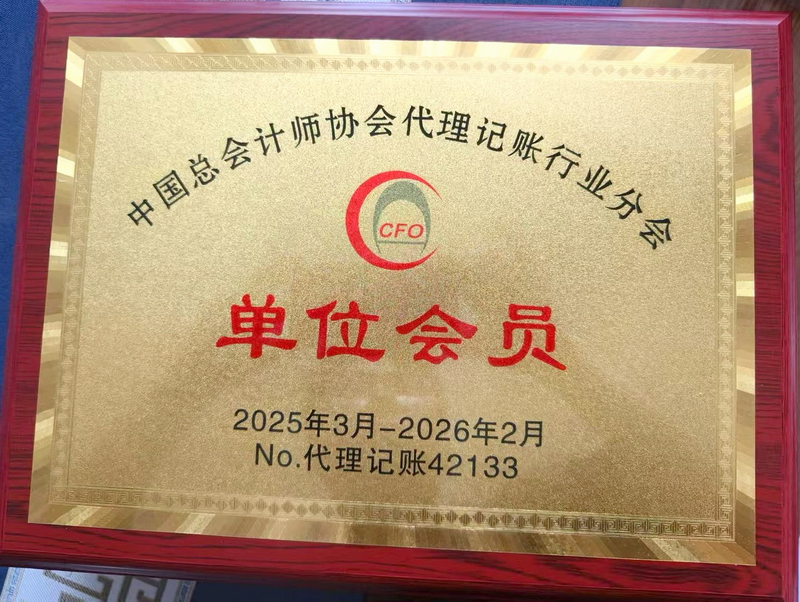 中国总会计师协会代理记账行业分会
CFO
单位会员
2025年3月-2026年2月
No.代理记账42133